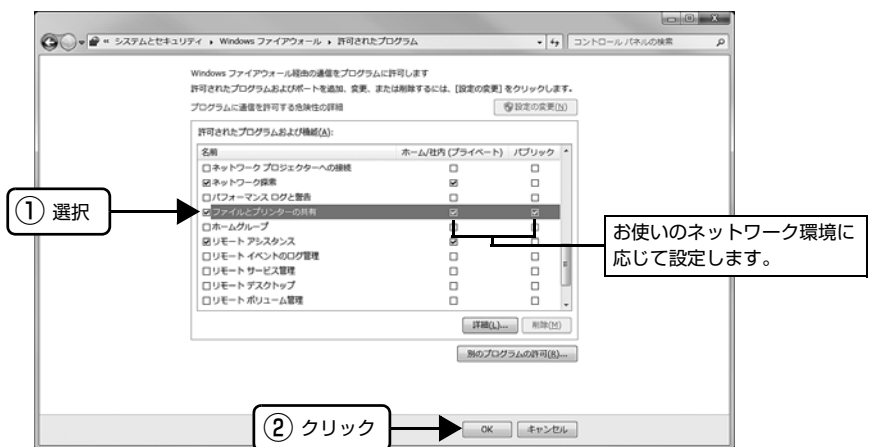 システムとセキュリティ ▸ Windows ファイアウォール ▸ 許可されたプログラム
コントロール パネルの検索
Windows ファイアウォール経由の通信をプログラムに許可します
許可されたプログラムおよびポートを追加、変更、または削除するには、[設定の変更] をクリックします。
プログラムに通信を許可する危険性の詳細
設定の変更(N)
許可されたプログラムおよび機能(A):
名前 ホーム/社内 (プライベート) パブリック
ネットワーク プロジェクターへの接続
ネットワーク探索
パフォーマンス ログと警告
① 選択
ファイルとプリンターの共有
ホームグループ
リモート アシスタンス
リモート イベントのログ管理
リモート サービス管理
リモート デスクトップ
リモート ボリューム管理
お使いのネットワーク環境に
応じて設定します。
詳細(L)... 削除(M)
別のプログラムの許可(R)...
② クリック
OK キャンセル